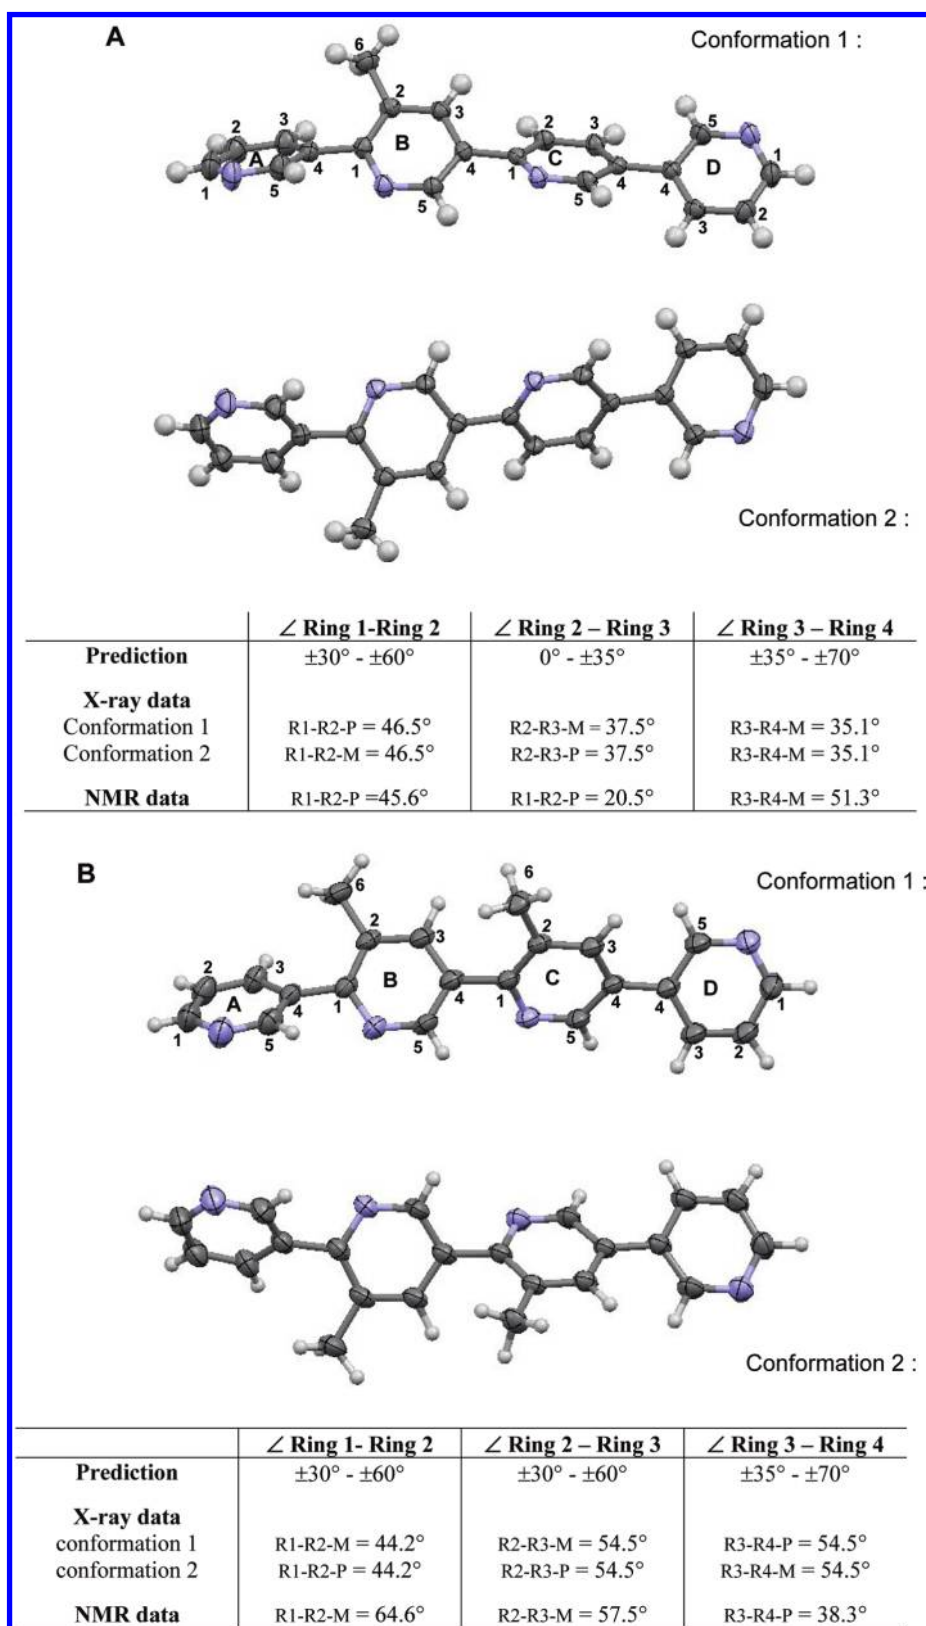 A
Conformation 1 :
6
2
3
B
1
4
5
2
3
A
4
1
5
2
3
C
1
4
5
5
1
D
4
2
3
Conformation 2 :
∠ Ring 1-Ring 2 ∠ Ring 2 – Ring 3 ∠ Ring 3 – Ring 4
Prediction ±30° - ±60° 0° - ±35° ±35° - ±70°
X-ray data
Conformation 1 R1-R2-P = 46.5° R2-R3-M = 37.5° R3-R4-M = 35.1°
Conformation 2 R1-R2-M = 46.5° R2-R3-P = 37.5° R3-R4-M = 35.1°
NMR data R1-R2-P =45.6° R1-R2-P = 20.5° R3-R4-M = 51.3°
B
Conformation 1 :
6
2
3
B
1
4
5
2
3
A
4
1
5
6
2
3
C
1
4
5
5
D
1
4
3
2
Conformation 2 :
∠ Ring 1- Ring 2 ∠ Ring 2 – Ring 3 ∠ Ring 3 – Ring 4
Prediction ±30° - ±60° ±30° - ±60° ±35° - ±70°
X-ray data
conformation 1 R1-R2-M = 44.2° R2-R3-M = 54.5° R3-R4-P = 54.5°
conformation 2 R1-R2-P = 44.2° R2-R3-P = 54.5° R3-R4-M = 54.5°
NMR data R1-R2-M = 64.6° R2-R3-M = 57.5° R3-R4-P = 38.3°